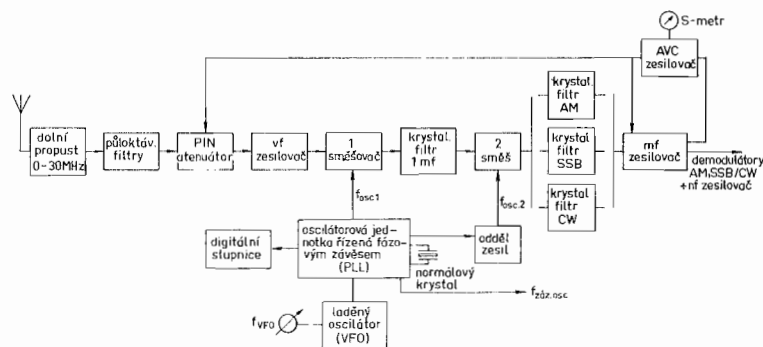 S-metr
AVC
zesilovač
dolní
propust
0-30MHz
půloktáv.
filtry
PIN
atenuátor
vf
zesilovač
1
směšovač
krystal.
filtr
1 mf
2
směš
krystal
filtr
AM
krystal
filtr
SSB
krystal
filtr
CW
mf
zesilovač
demodulátory
AM,SSB/CW
+nf zesilovač
fosc1
fosc.2
digitální
stupnice
oscilátorová jed-
notka řízená fázo-
vým závěsem
(PLL)
odděl
zesil
normálový
krystal
fzáz.osc
fVFO
laděný
oscilátor
(VFO)